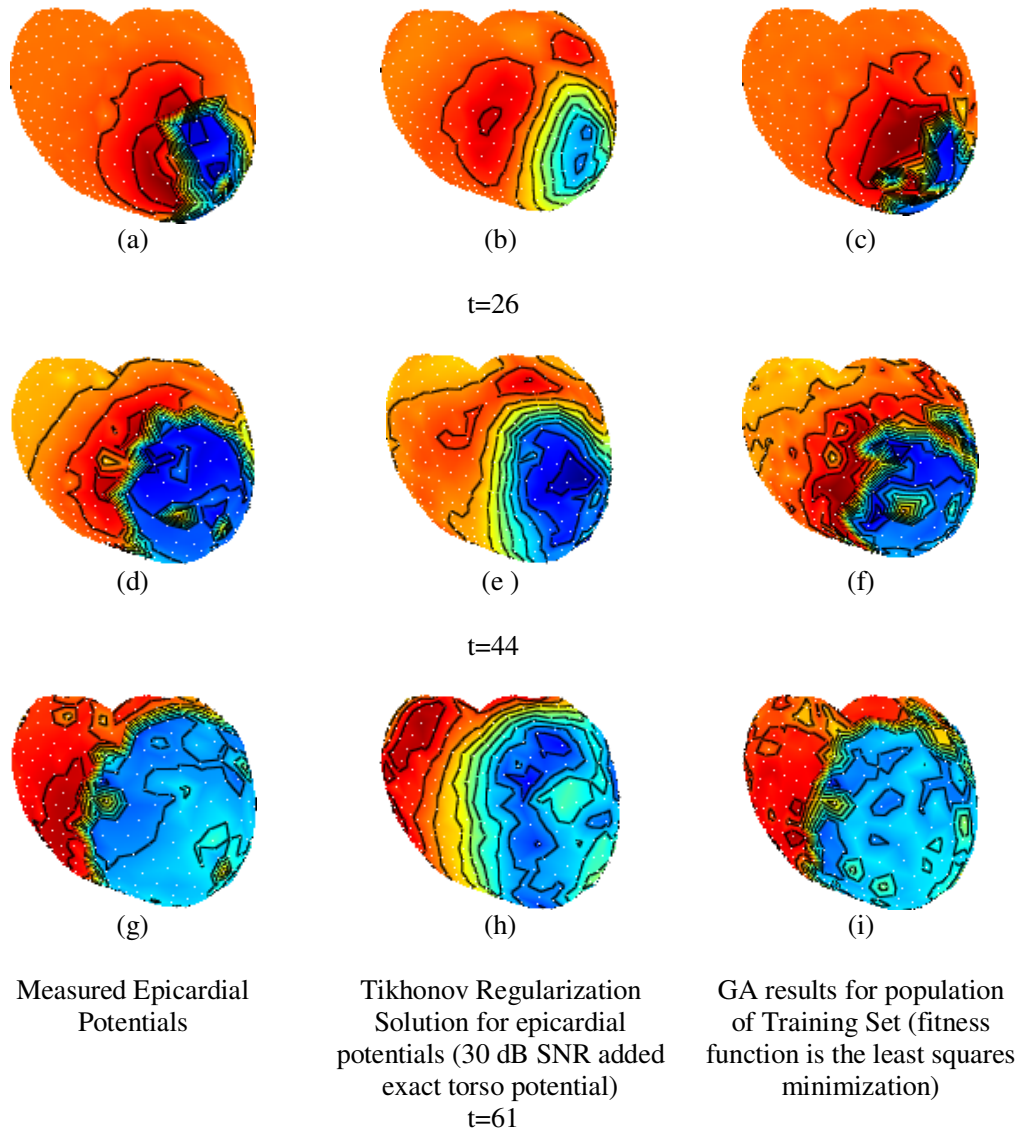 (a)
(b)
(c)
t=26
(d)
(e )
(f)
t=44
(g)
(h)
(i)
Measured Epicardial
Potentials
Tikhonov Regularization
Solution for epicardial
potentials (30 dB SNR added
exact torso potential)
t=61
GA results for population
of Training Set (fitness
function is the least squares
minimization)